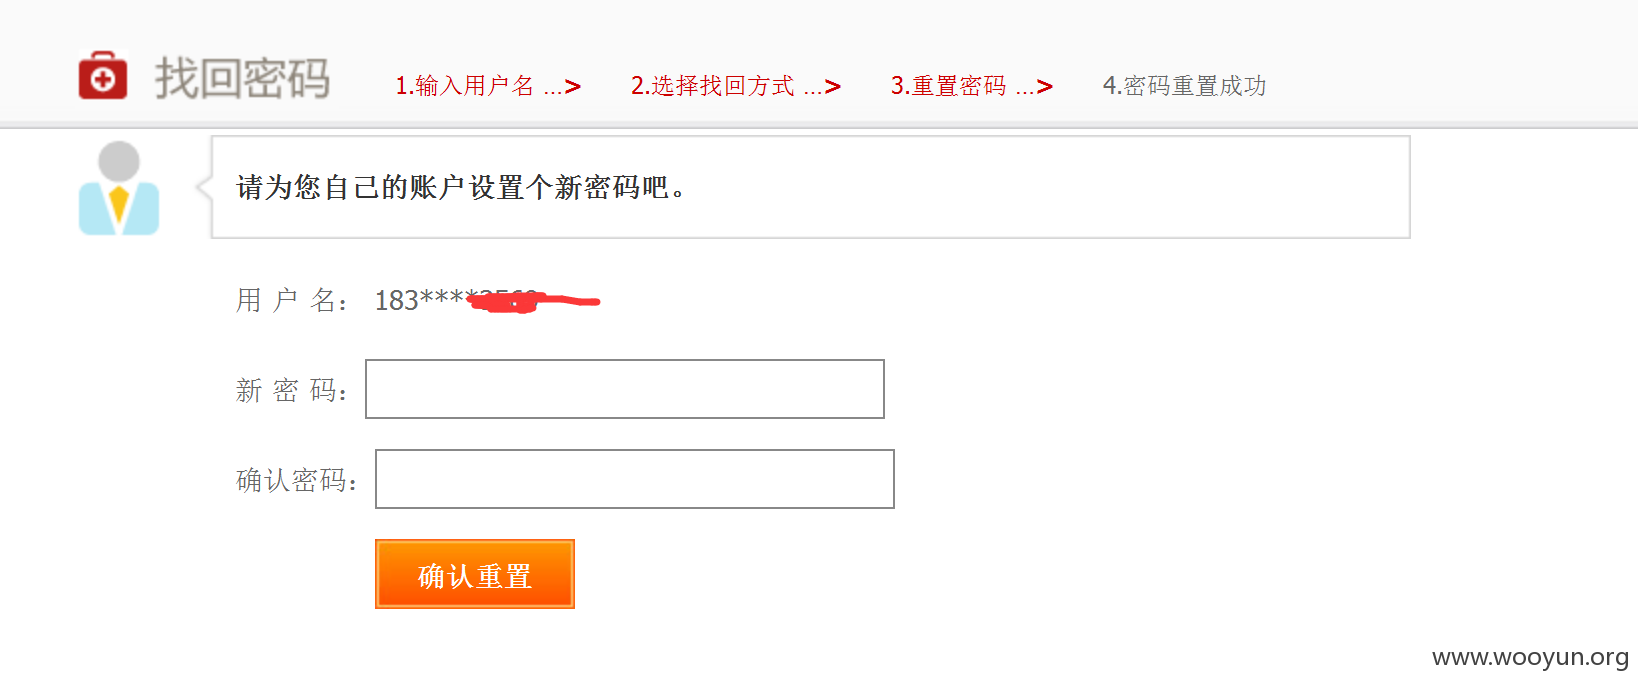 找回密码 1.输入用户名 ...> 2.选择找回方式 ...> 3.重置密码 ...> 4.密码重置成功
请为您自己的账户设置个新密码吧。
用 户 名： 183****
新 密 码：
确认密码：
确认重置
www.wooyun.org